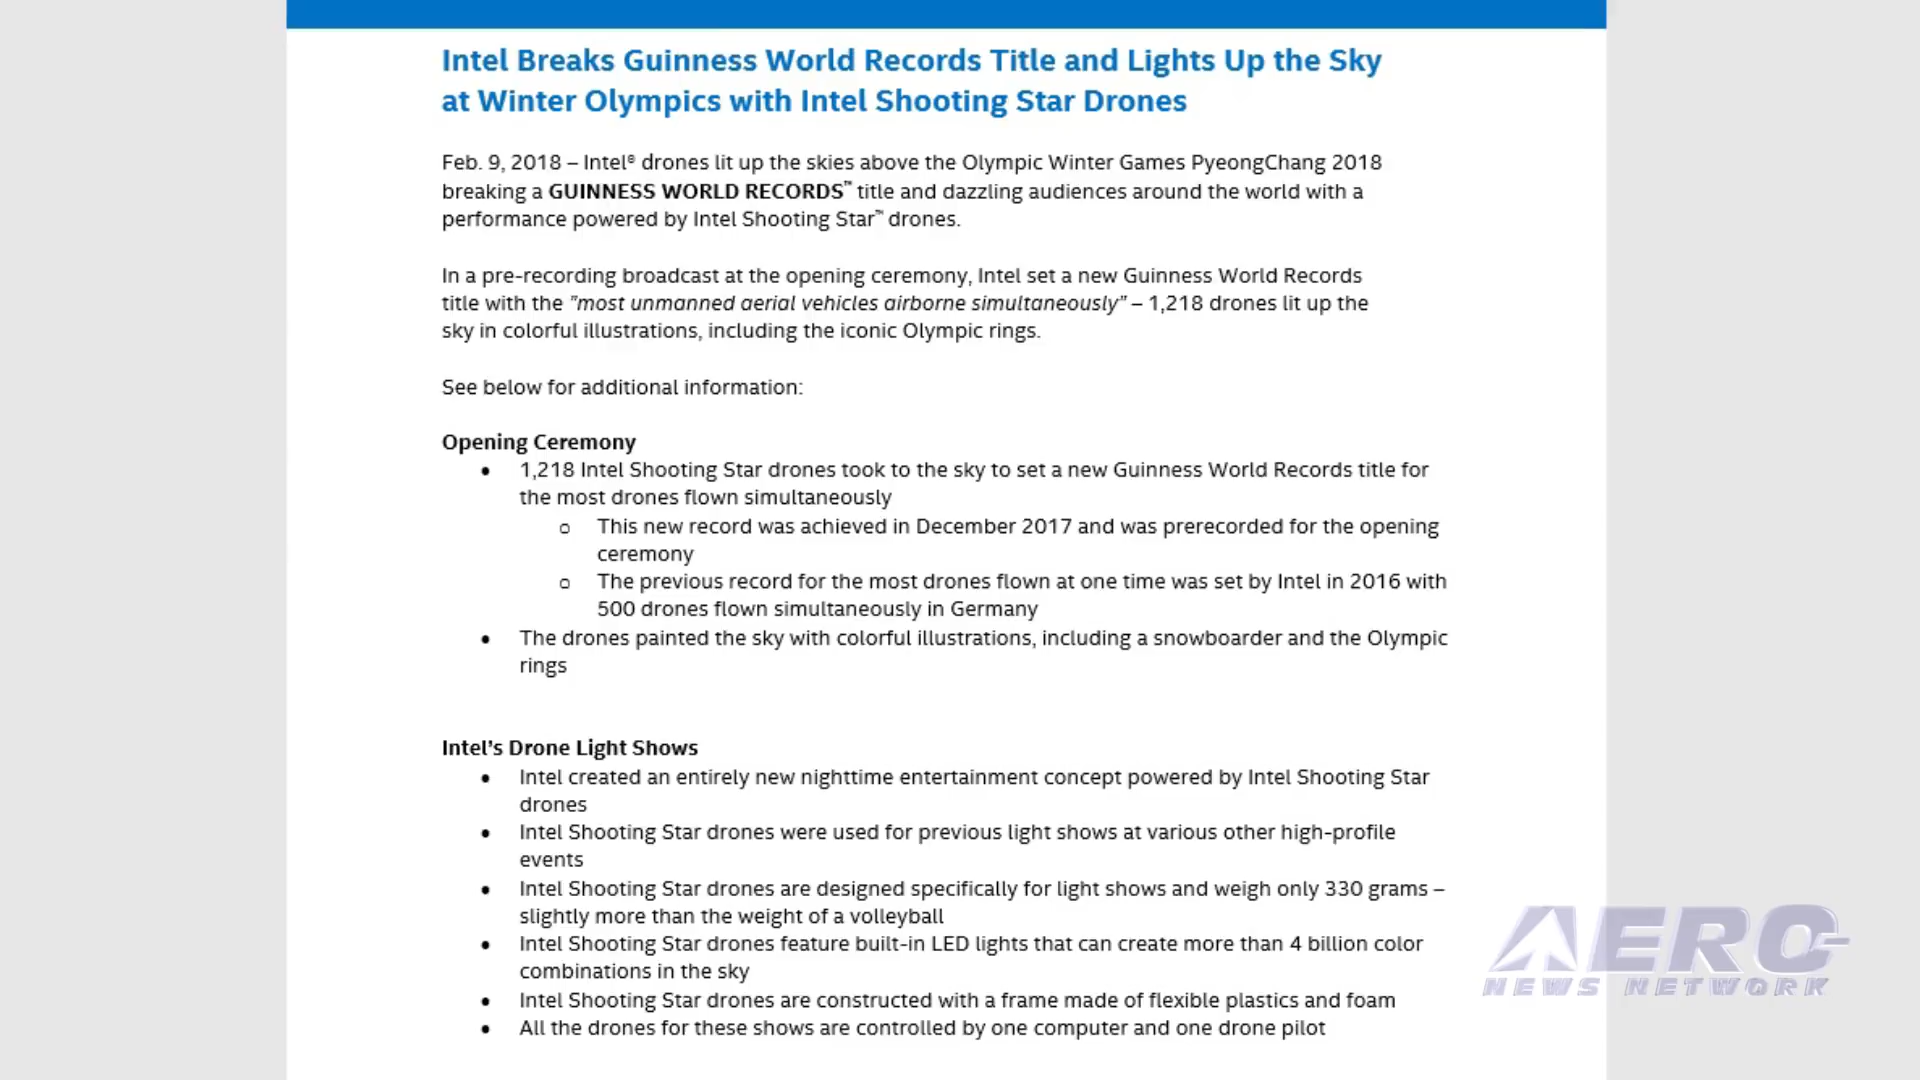 Intel Breaks Guinness World Records Title and Lights Up the Sky
at Winter Olympics with Intel Shooting Star Drones
Feb. 9, 2018 – Intel® drones lit up the skies above the Olympic Winter Games PyeongChang 2018
breaking a GUINNESS WORLD RECORDS™ title and dazzling audiences around the world with a
performance powered by Intel Shooting Star™ drones.
In a pre-recording broadcast at the opening ceremony, Intel set a new Guinness World Records
title with the "most unmanned aerial vehicles airborne simultaneously" – 1,218 drones lit up the
sky in colorful illustrations, including the iconic Olympic rings.
See below for additional information:
Opening Ceremony
• 1,218 Intel Shooting Star drones took to the sky to set a new Guinness World Records title for
the most drones flown simultaneously
o This new record was achieved in December 2017 and was prerecorded for the opening
ceremony
o The previous record for the most drones flown at one time was set by Intel in 2016 with
500 drones flown simultaneously in Germany
• The drones painted the sky with colorful illustrations, including a snowboarder and the Olympic
rings
Intel's Drone Light Shows
• Intel created an entirely new nighttime entertainment concept powered by Intel Shooting Star
drones
• Intel Shooting Star drones were used for previous light shows at various other high-profile
events
• Intel Shooting Star drones are designed specifically for light shows and weigh only 330 grams –
slightly more than the weight of a volleyball
• Intel Shooting Star drones feature built-in LED lights that can create more than 4 billion color
combinations in the sky
• Intel Shooting Star drones are constructed with a frame made of flexible plastics and foam
• All the drones for these shows are controlled by one computer and one drone pilot
AERO-
NEWS NETWORK